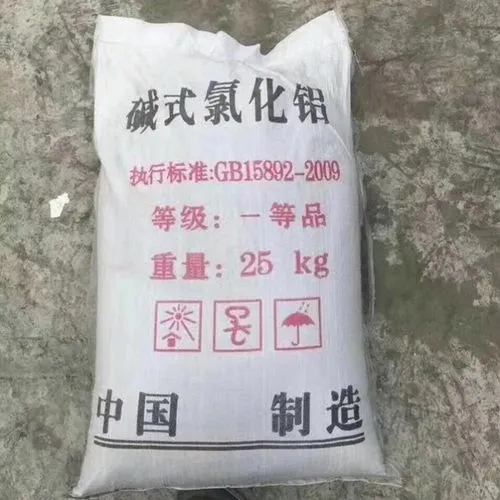 碱式氯化铝
执行标准:GB15892-2009
等级：一等品
重量：25 kg
中国 制造